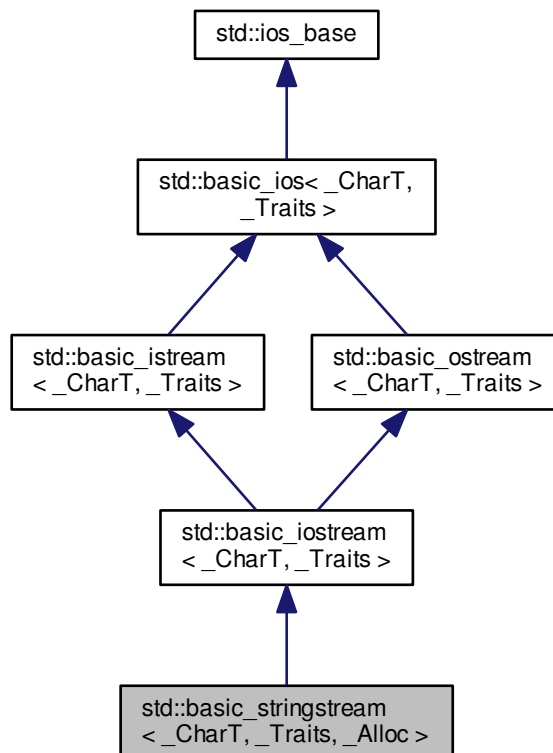 std::ios_base
std::basic_ios< _CharT,
_Traits >
std::basic_istream
< _CharT, _Traits >
std::basic_ostream
< _CharT, _Traits >
std::basic_iostream
< _CharT, _Traits >
std::basic_stringstream
< _CharT, _Traits, _Alloc >